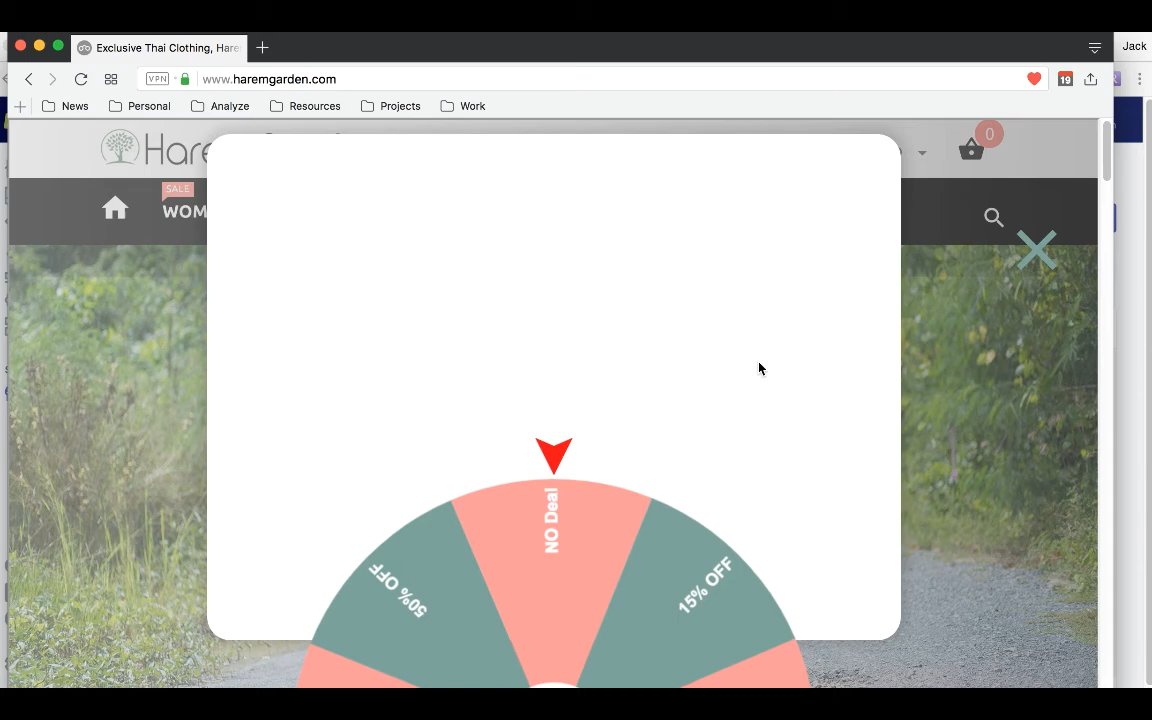 Exclusive Thai Clothing, Hare
Jack
VPN
www.haremgarden.com
19
News
Personal
Analyze
Resources
Projects
Work
Hare
0
SALE
WOM
NO Deal
50% OFF
15% OFF